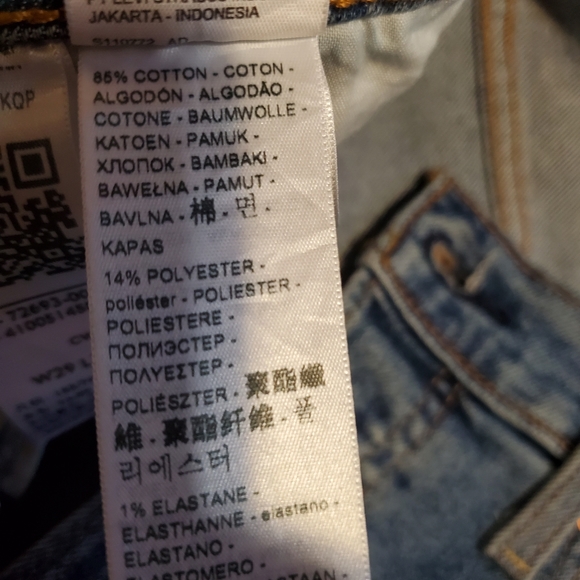 JAKARTA - INDONESIA
85% COTTON - COTON -
ALGODÓN - ALGODÃO -
COTONE - BAUMWOLLE -
KATOEN - PAMUK -
ХЛОПОК - BAMBAKI -
BAWEŁNA - PAMUT -
BAVLNA - 棉 - 면 -
KAPAS
14% POLYESTER -
poliéster - POLIESTER -
POLIESTERE -
ПОЛИЭСТЕР -
ΠΟΛΥΕΣΤΕΡ -
POLIÉSZTER - 聚酯纖
維 - 聚酯纤维 - 폴
리에스터
1% ELASTANE -
ELASTHANNE - elastano -
ELASTANO -
ELASTOMERO -
KQP